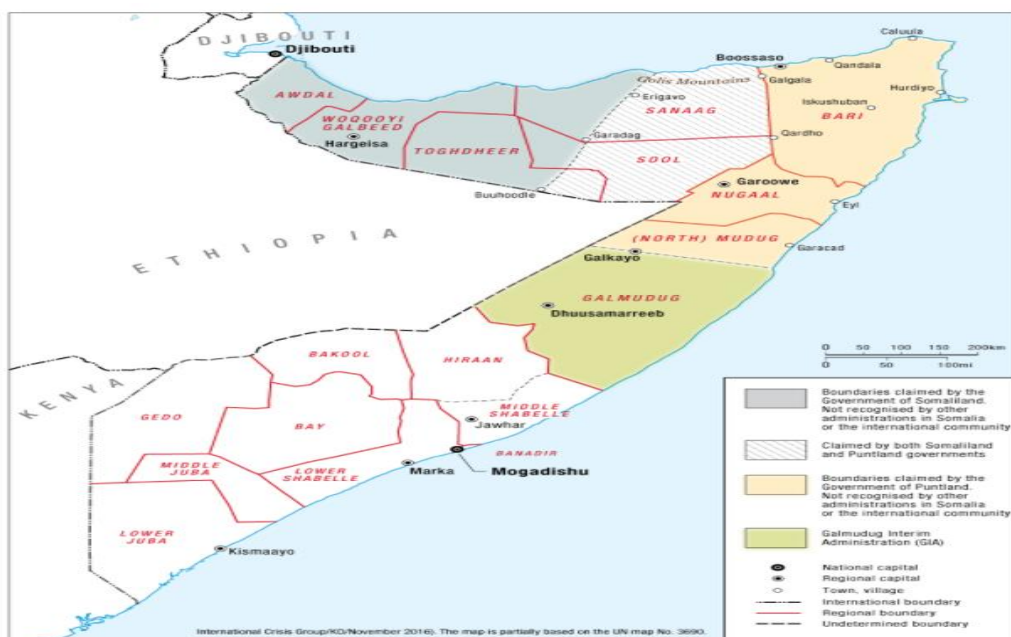 DJIBOUTI
Djibouti
Caluula
Boossaso
Qandala
Qolis Mountains
Galgala
AWDAL
Erigavo
Hurdiyo
SANAAG
Iskushuban
WOQOOYI
GALBEED
BARI
Hargeisa
Garadag
Qardho
TOGHDHEER
SOOL
Garoowe
Buuhoodle
NUGAAL
Eyl
(NORTH) MUDUG
Garacad
ETHIOPIA
Galkayo
GALMUDUG
Dhuusamarreeb
BAKOOL
HIRAAN
KENYA
GEDO
MIDDLE
SHABELLE
BAY
Jawhar
BANADIR
MIDDLE
JUBA
LOWER
SHABELLE
Marka
Mogadishu
LOWER
JUBA
Kismaayo
0 50 100 150 200km
0 50 100mi
Boundaries claimed by the
Government of Somaliland.
Not recognised by other
administrations in Somalia
or the international community
Claimed by both Somaliland
and Puntland governments
Boundaries claimed by the
Government of Puntland.
Not recognised by other
administrations in Somalia
or the international community
Galmudug Interim
Administration (GIA)
National capital
Regional capital
Town, village
International boundary
Regional boundary
Undetermined boundary
International Crisis Group/KO/November 2016). The map is partially based on the UN map No. 3690.